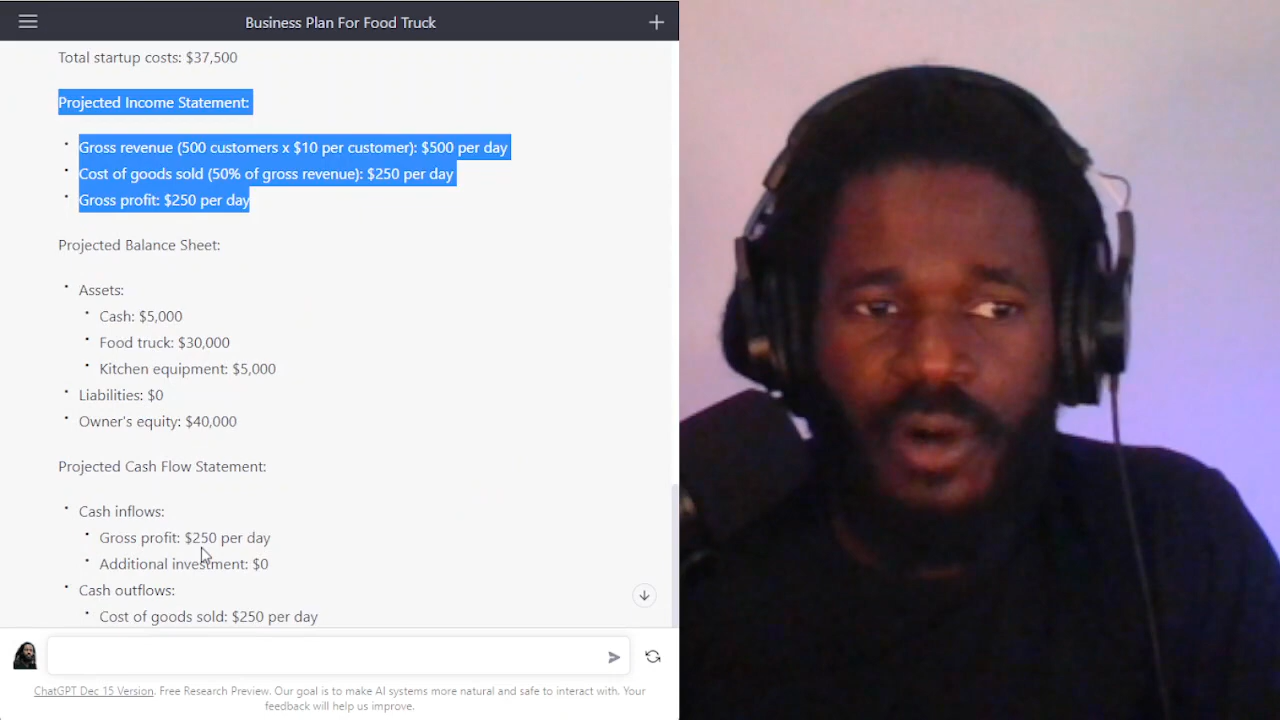 Business Plan For Food Truck
Total startup costs: $37,500
Projected Income Statement:
Gross revenue (500 customers x $10 per customer): $500 per day
Cost of goods sold (50% of gross revenue): $250 per day
Gross profit: $250 per day
Projected Balance Sheet:
Assets:
Cash: $5,000
Food truck: $30,000
Kitchen equipment: $5,000
Liabilities: $0
Owner's equity: $40,000
Projected Cash Flow Statement:
Cash inflows:
Gross profit: $250 per day
Additional investment: $0
Cash outflows:
Cost of goods sold: $250 per day
ChatGPT Dec 15 Version. Free Research Preview. Our goal is to make AI systems more natural and safe to interact with. Your
feedback will help us improve.